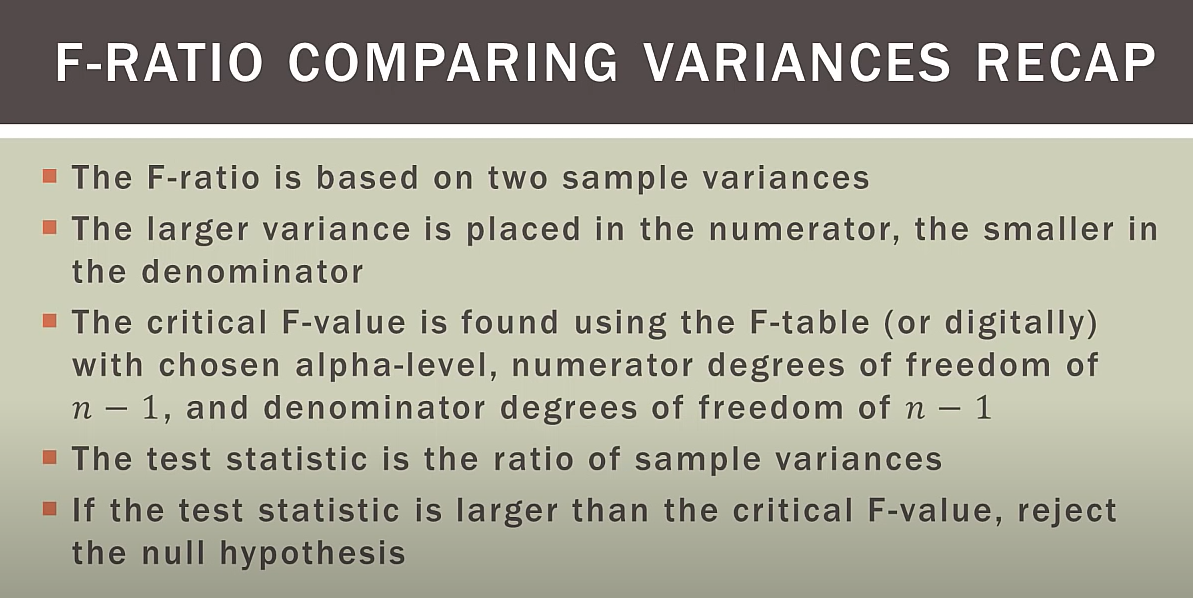 F-RATIO COMPARING VARIANCES RECAP
The F-ratio is based on two sample variances
The larger variance is placed in the numerator, the smaller in
the denominator
The critical F-value is found using the F-table (or digitally)
with chosen alpha-level, numerator degrees of freedom of
n − 1, and denominator degrees of freedom of n − 1
The test statistic is the ratio of sample variances
If the test statistic is larger than the critical F-value, reject
the null hypothesis